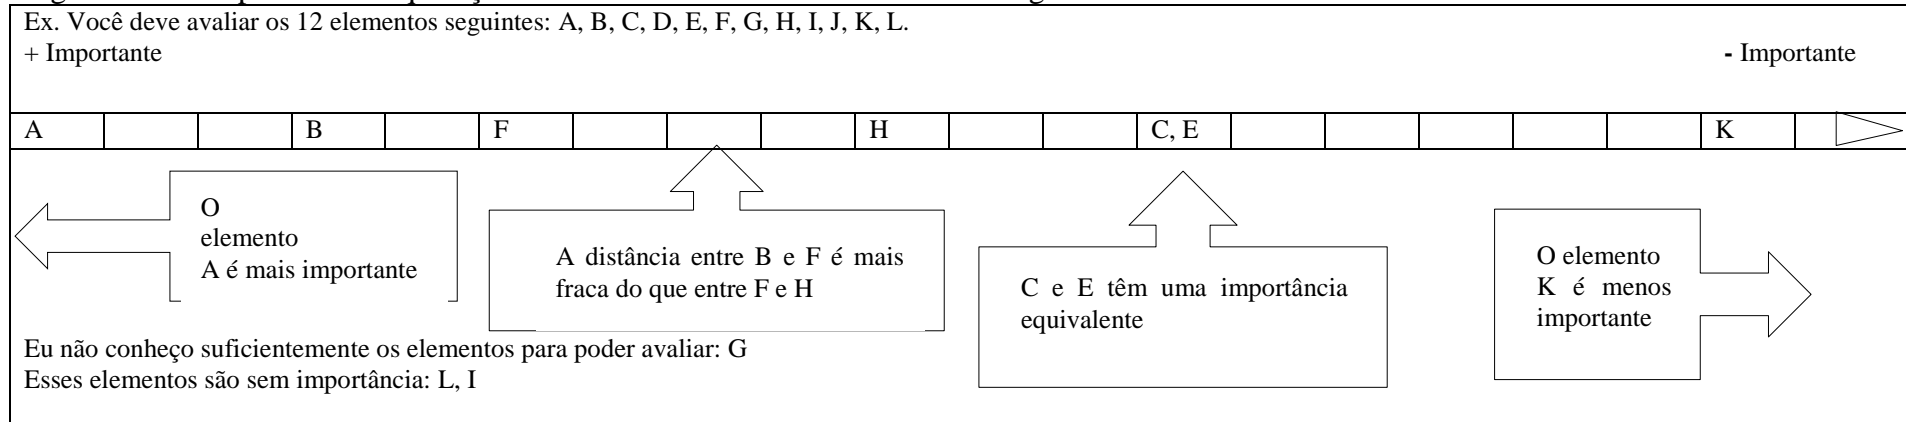 Ex. Você deve avaliar os 12 elementos seguintes: A, B, C, D, E, F, G, H, I, J, K, L.
+ Importante - Importante
A B F H C, E K
O
elemento
A é mais importante
A distância entre B e F é mais
fraca do que entre F e H
C e E têm uma importância
equivalente
O elemento
K é menos
importante
Eu não conheço suficientemente os elementos para poder avaliar: G
Esses elementos são sem importância: L, I